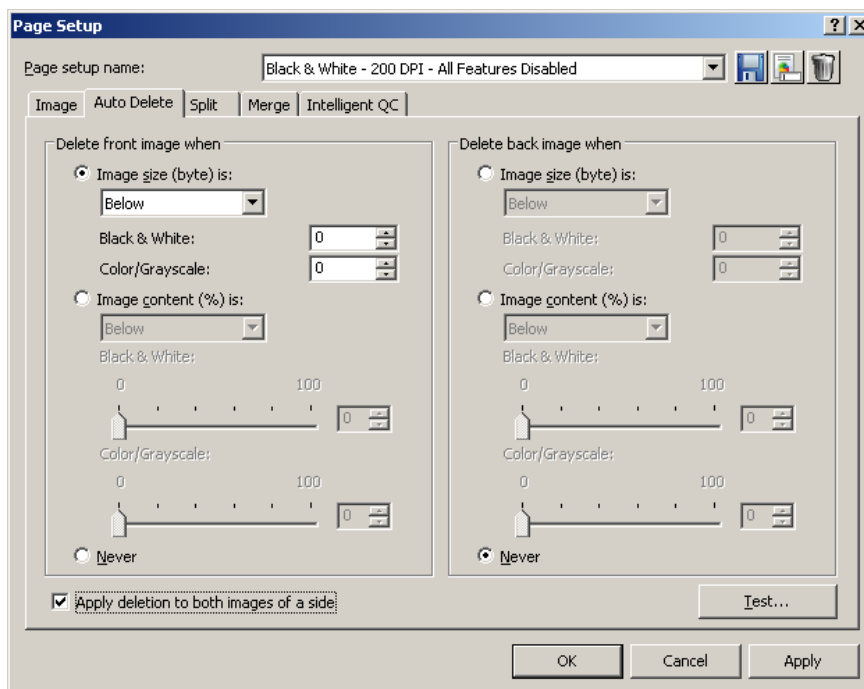 Page Setup
Page setup name: Black & White - 200 DPI - All Features Disabled
Image Auto Delete Split Merge Intelligent QC
Delete front image when
Image size (byte) is:
Below
Black & White: 0
Color/Grayscale: 0
Image content (%) is:
Below
Black & White:
0 100
0
Color/Grayscale:
0 100
0
Never
Delete back image when
Image size (byte) is:
Below
Black & White: 0
Color/Grayscale: 0
Image content (%) is:
Below
Black & White:
0 100
0
Color/Grayscale:
0 100
0
Never
Apply deletion to both images of a side
Test...
OK Cancel Apply